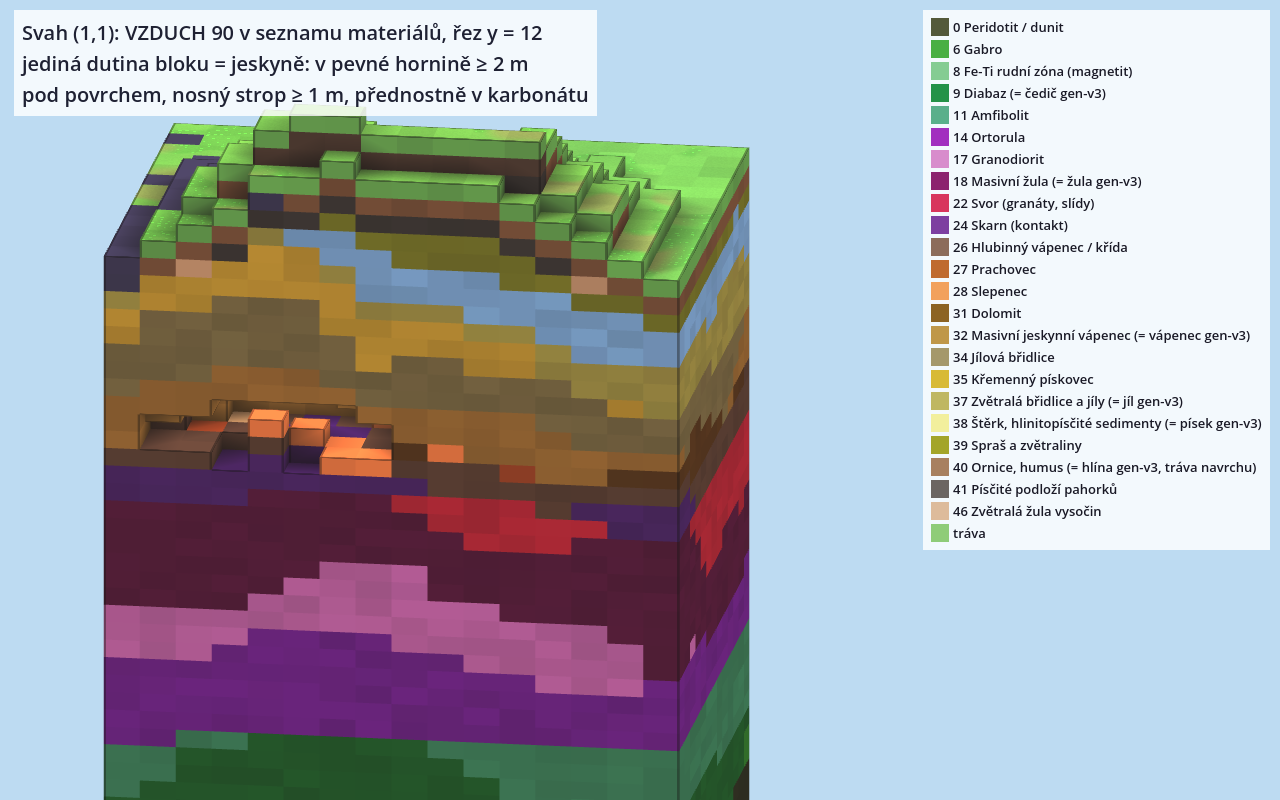 Svah (1,1): VZDUCH 90 v seznamu materiálů, řez y = 12
jediná dutina bloku = jeskyně: v pevné hornině ≥ 2 m
pod povrchem, nosný strop ≥ 1 m, přednostně v karbonátu
0 Peridotit / dunit
6 Gabro
8 Fe-Ti rudní zóna (magnetit)
9 Diabaz (= čedič gen-v3)
11 Amfibolit
14 Ortorula
17 Granodiorit
18 Masivní žula (= žula gen-v3)
22 Svor (granáty, slídy)
24 Skarn (kontakt)
26 Hlubinný vápenec / křída
27 Prachovec
28 Slepenec
31 Dolomit
32 Masivní jeskynní vápenec (= vápenec gen-v3)
34 Jílová břidlice
35 Křemenný pískovec
37 Zvětralá břidlice a jíly (= jíl gen-v3)
38 Štěrk, hlinitopísčité sedimenty (= písek gen-v3)
39 Spraš a zvětraliny
40 Ornice, humus (= hlína gen-v3, tráva navrchu)
41 Písčité podloží pahorků
46 Zvětralá žula vysočin
tráva